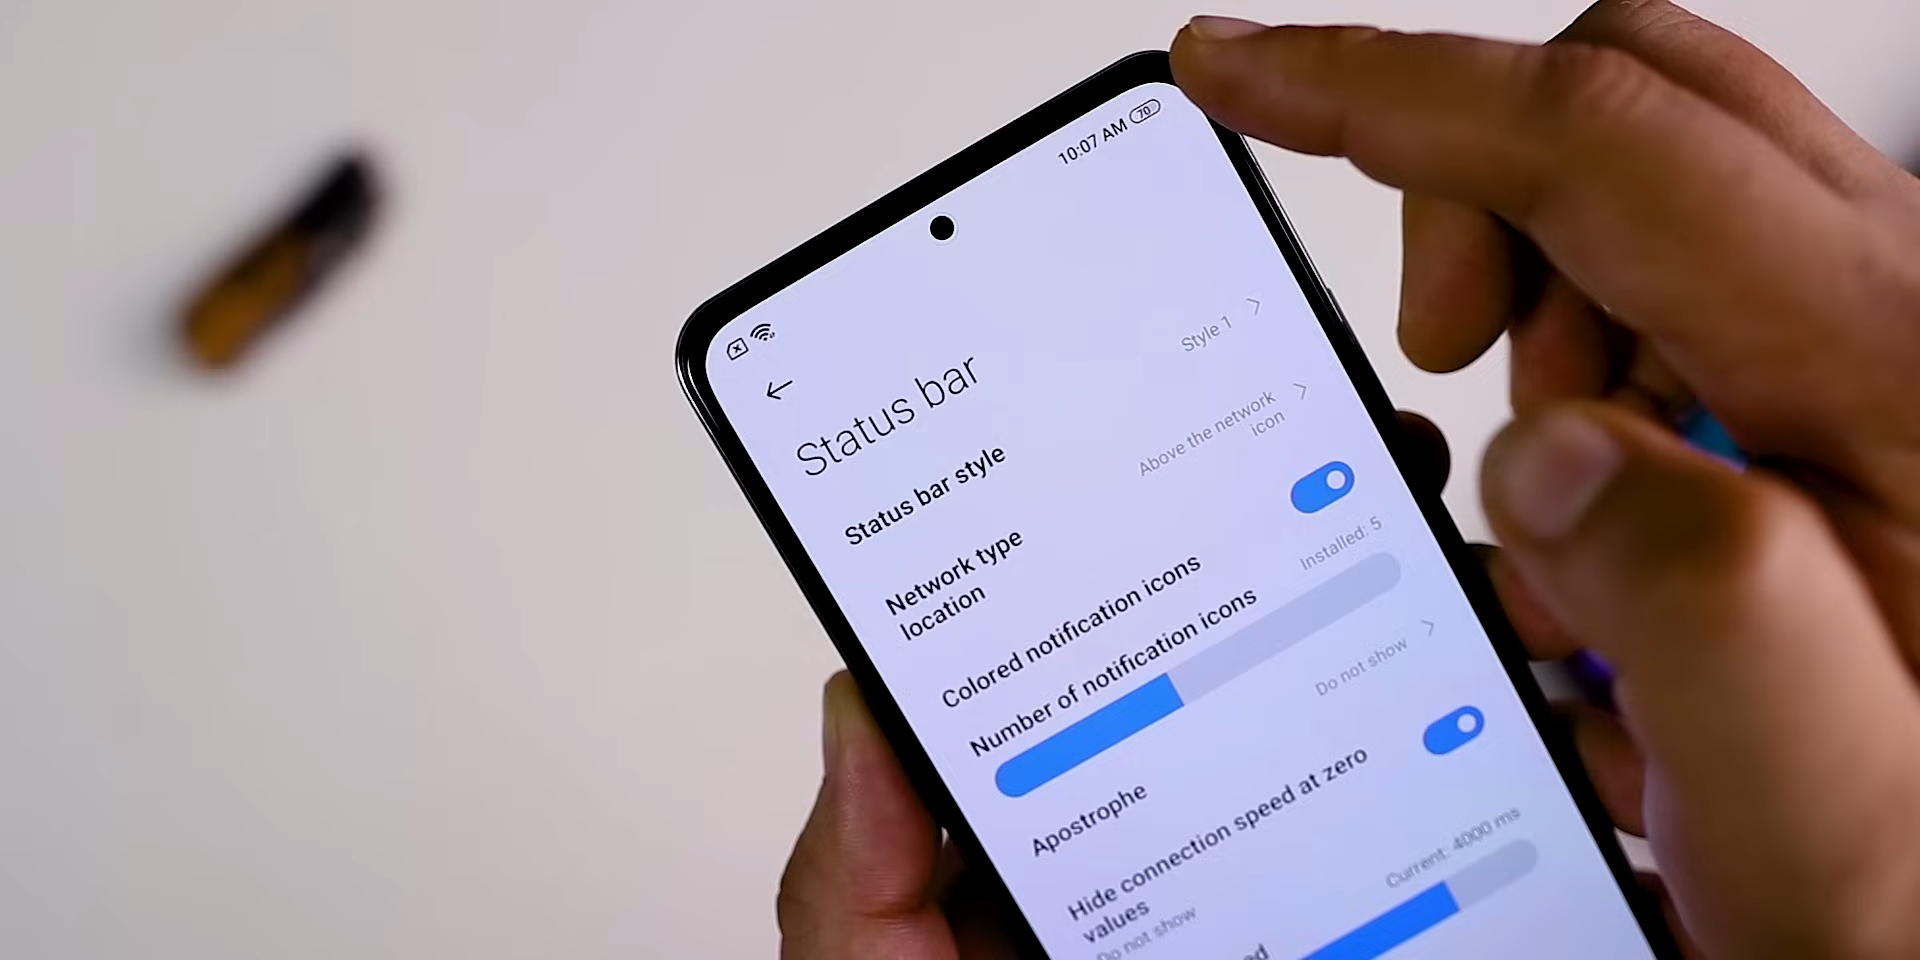 10:07 AM 70
Status bar
Status bar style
Style 1
Network type
location
Above the network
icon
Colored notification icons
Number of notification icons
Installed: 5
Apostrophe
Do not show
Hide connection speed at zero
values
Do not show
Current: 4000 ms